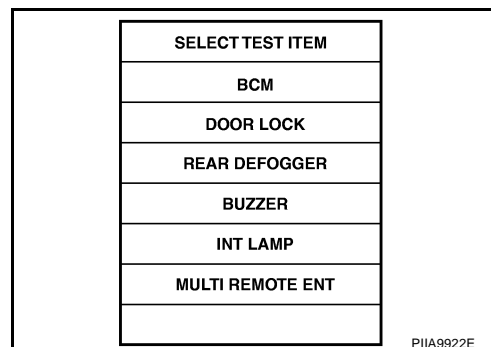 SELECT TEST ITEM
BCM
DOOR LOCK
REAR DEFOGGER
BUZZER
INT LAMP
MULTI REMOTE ENT
PIIA9922E